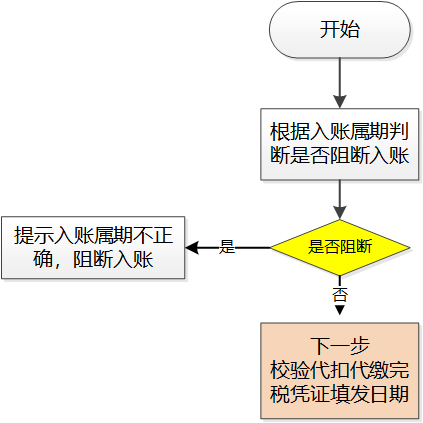 开始
根据入账属期判
断是否阻断入账
是否阻断
是
提示入账属期不正
确，阻断入账
否
下一步
校验代扣代缴完
税凭证填发日期